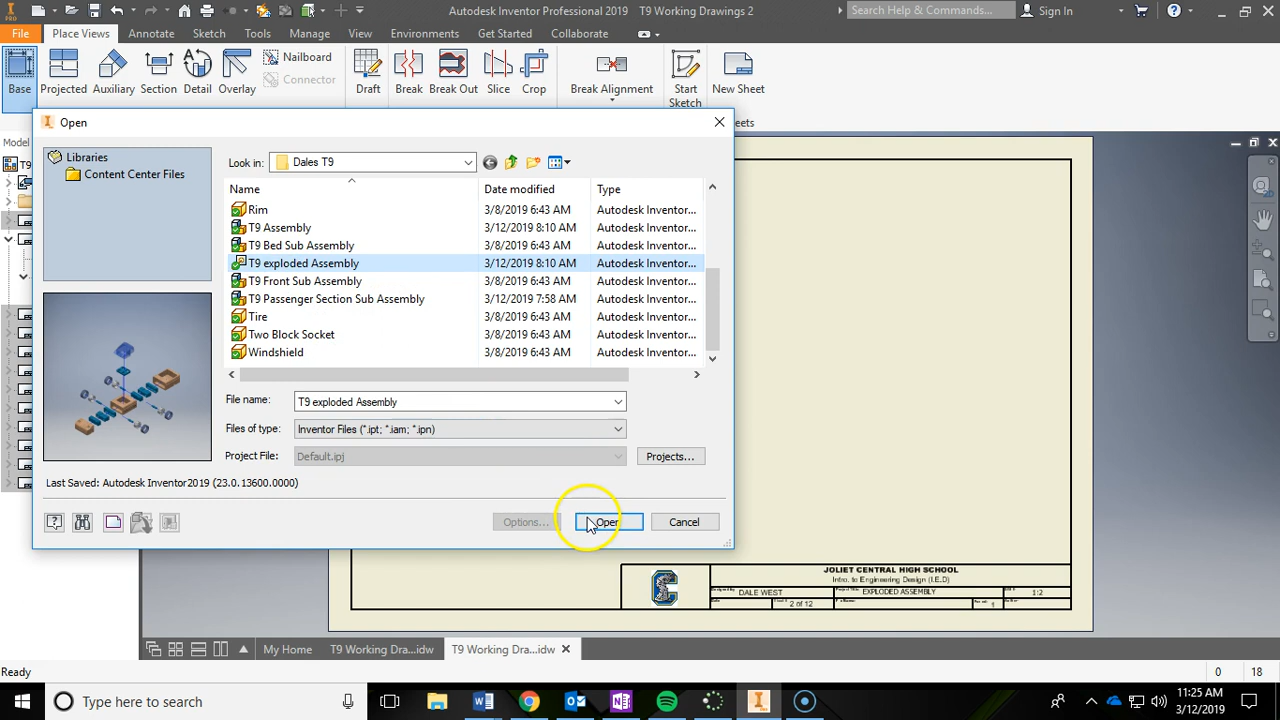 PRO
Autodesk Inventor Professional 2019 T9 Working Drawings 2
Search Help & Commands...
Sign In
File Place Views Annotate Sketch Tools Manage View Environments Get Started Collaborate
Base Projected Auxiliary Section Detail Overlay
Nailboard
Connector
Draft Break Break Out Slice Crop Break Alignment Start Sketch New Sheet
Sheets
Model
T9
Open
Libraries
Content Center Files
Look in: Dales T9
Name Date modified Type
Rim 3/8/2019 6:43 AM Autodesk Inventor...
T9 Assembly 3/12/2019 8:10 AM Autodesk Inventor...
T9 Bed Sub Assembly 3/8/2019 6:43 AM Autodesk Inventor...
T9 exploded Assembly 3/12/2019 8:10 AM Autodesk Inventor...
T9 Front Sub Assembly 3/8/2019 6:43 AM Autodesk Inventor...
T9 Passenger Section Sub Assembly 3/12/2019 7:58 AM Autodesk Inventor...
Tire 3/8/2019 6:43 AM Autodesk Inventor...
Two Block Socket 3/8/2019 6:43 AM Autodesk Inventor...
Windshield 3/8/2019 6:43 AM Autodesk Inventor...
File name: T9 exploded Assembly
Files of type: Inventor Files (*.ipt; *.iam; *.ipn)
Project File: Default.ipj Projects...
Last Saved: Autodesk Inventor 2019 (23.0.13600.0000)
Options... Open Cancel
JOLIET CENTRAL HIGH SCHOOL
Intro. to Engineering Design (I.E.D)
DALE WEST EXPLODED ASSEMBLY 1:2
2 of 12 1
My Home T9 Working Dra...idw T9 Working Dra...idw
Ready 0 18
Type here to search
11:25 AM
3/12/2019